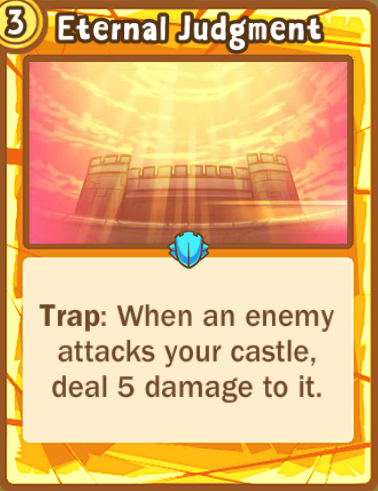 3
Eternal Judgment
Trap: When an enemy
attacks your castle,
deal 5 damage to it.